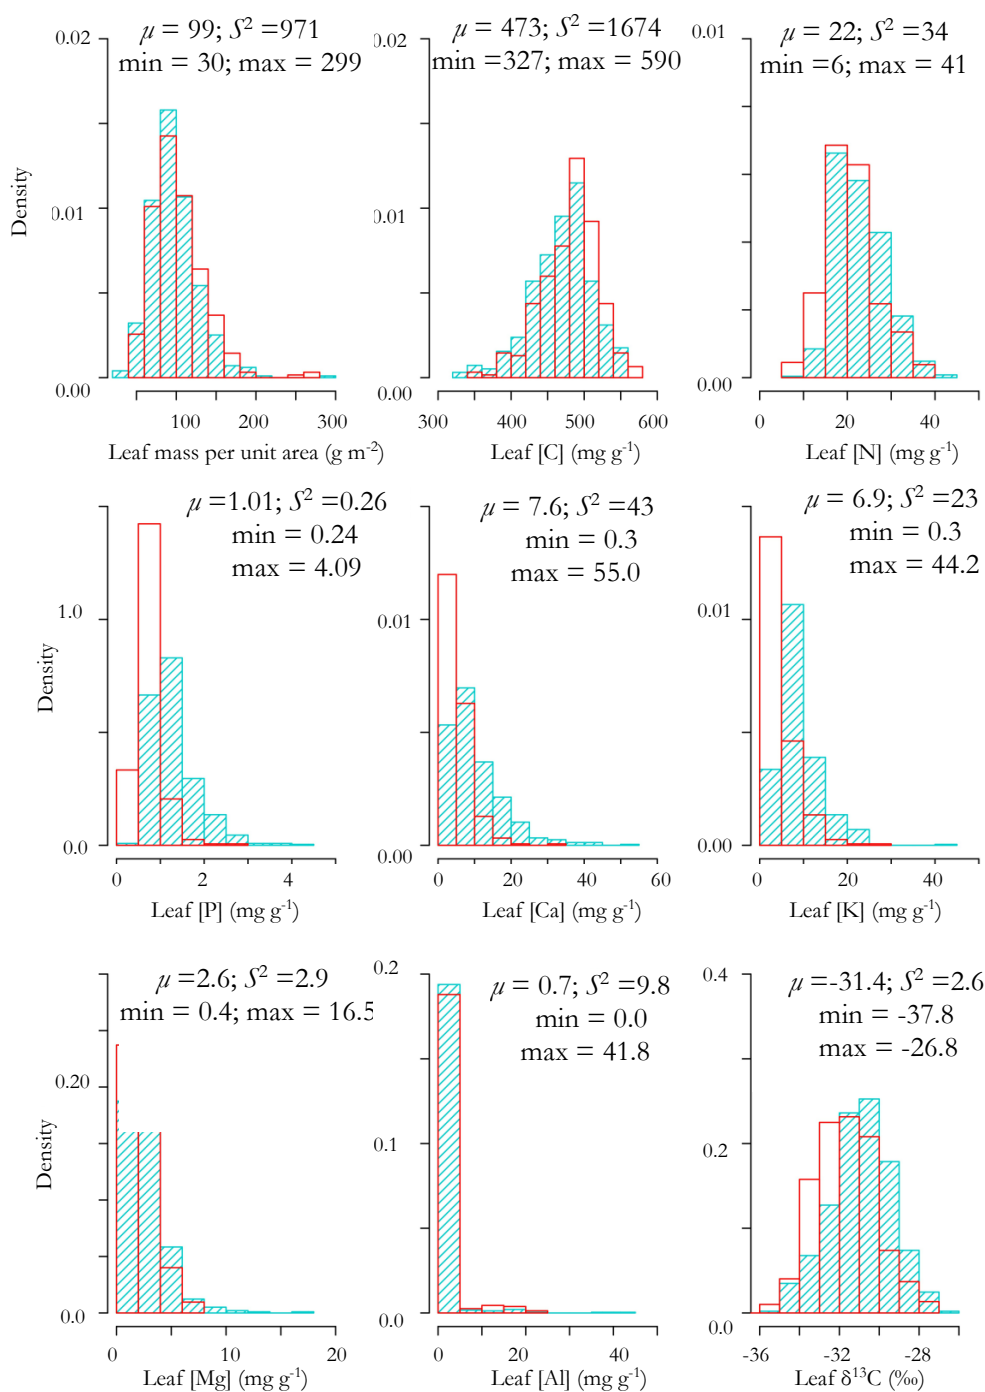 μ = 99; S² =971
min = 30; max = 299
μ = 473; S² =1674
min =327; max = 590
μ = 22; S² =34
min =6; max = 41
0.02
0.02
0.01
Density
0.01
0.01
0.00
0.00
0.00
100 200 300
300 400 500 600
0 20 40
Leaf mass per unit area (g m⁻²)
Leaf [C] (mg g⁻¹)
Leaf [N] (mg g⁻¹)
μ =1.01; S² =0.26
min = 0.24
max = 4.09
μ = 7.6; S² =43
min = 0.3
max = 55.0
μ = 6.9; S² =23
min = 0.3
max = 44.2
1.0
0.01
0.01
Density
0.0
0.00
0.00
0 2 4
0 20 40 60
0 20 40
Leaf [P] (mg g⁻¹)
Leaf [Ca] (mg g⁻¹)
Leaf [K] (mg g⁻¹)
μ =2.6; S² =2.9
min = 0.4; max = 16.5
μ = 0.7; S² =9.8
min = 0.0
max = 41.8
μ =-31.4; S² =2.6
min = -37.8
max = -26.8
0.2
0.4
0.20
0.1
0.2
Density
0.0
0.0
0.0
0 10 20
0 20 40
-36 -32 -28
Leaf [Mg] (mg g⁻¹)
Leaf [Al] (mg g⁻¹)
Leaf δ¹³C (‰)